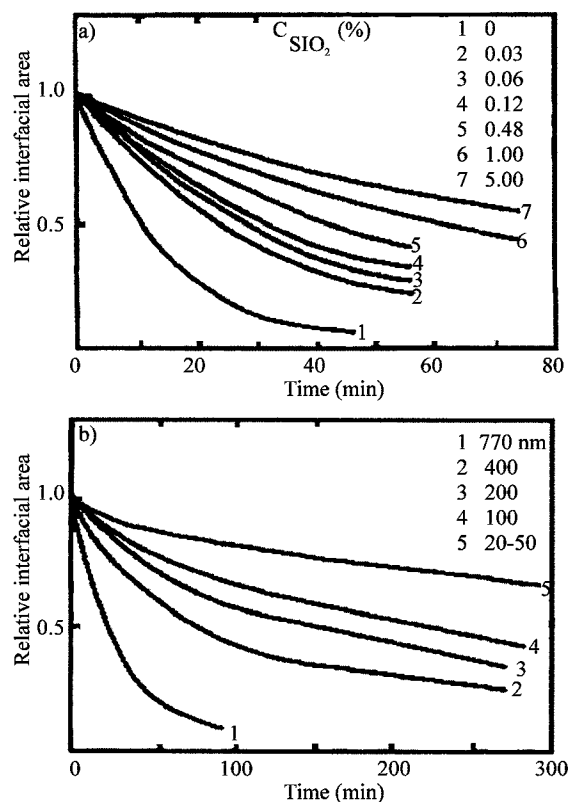 a)
C SIO₂ (%)
1 0
2 0.03
3 0.06
4 0.12
5 0.48
6 1.00
7 5.00
Relative interfacial area
1.0
0.5
7
6
5
4
3
2
1
0 20 40 60 80
Time (min)
b)
1 770 nm
2 400
3 200
4 100
5 20-50
Relative interfacial area
1.0
0.5
5
4
3
2
1
0 100 200 300
Time (min)